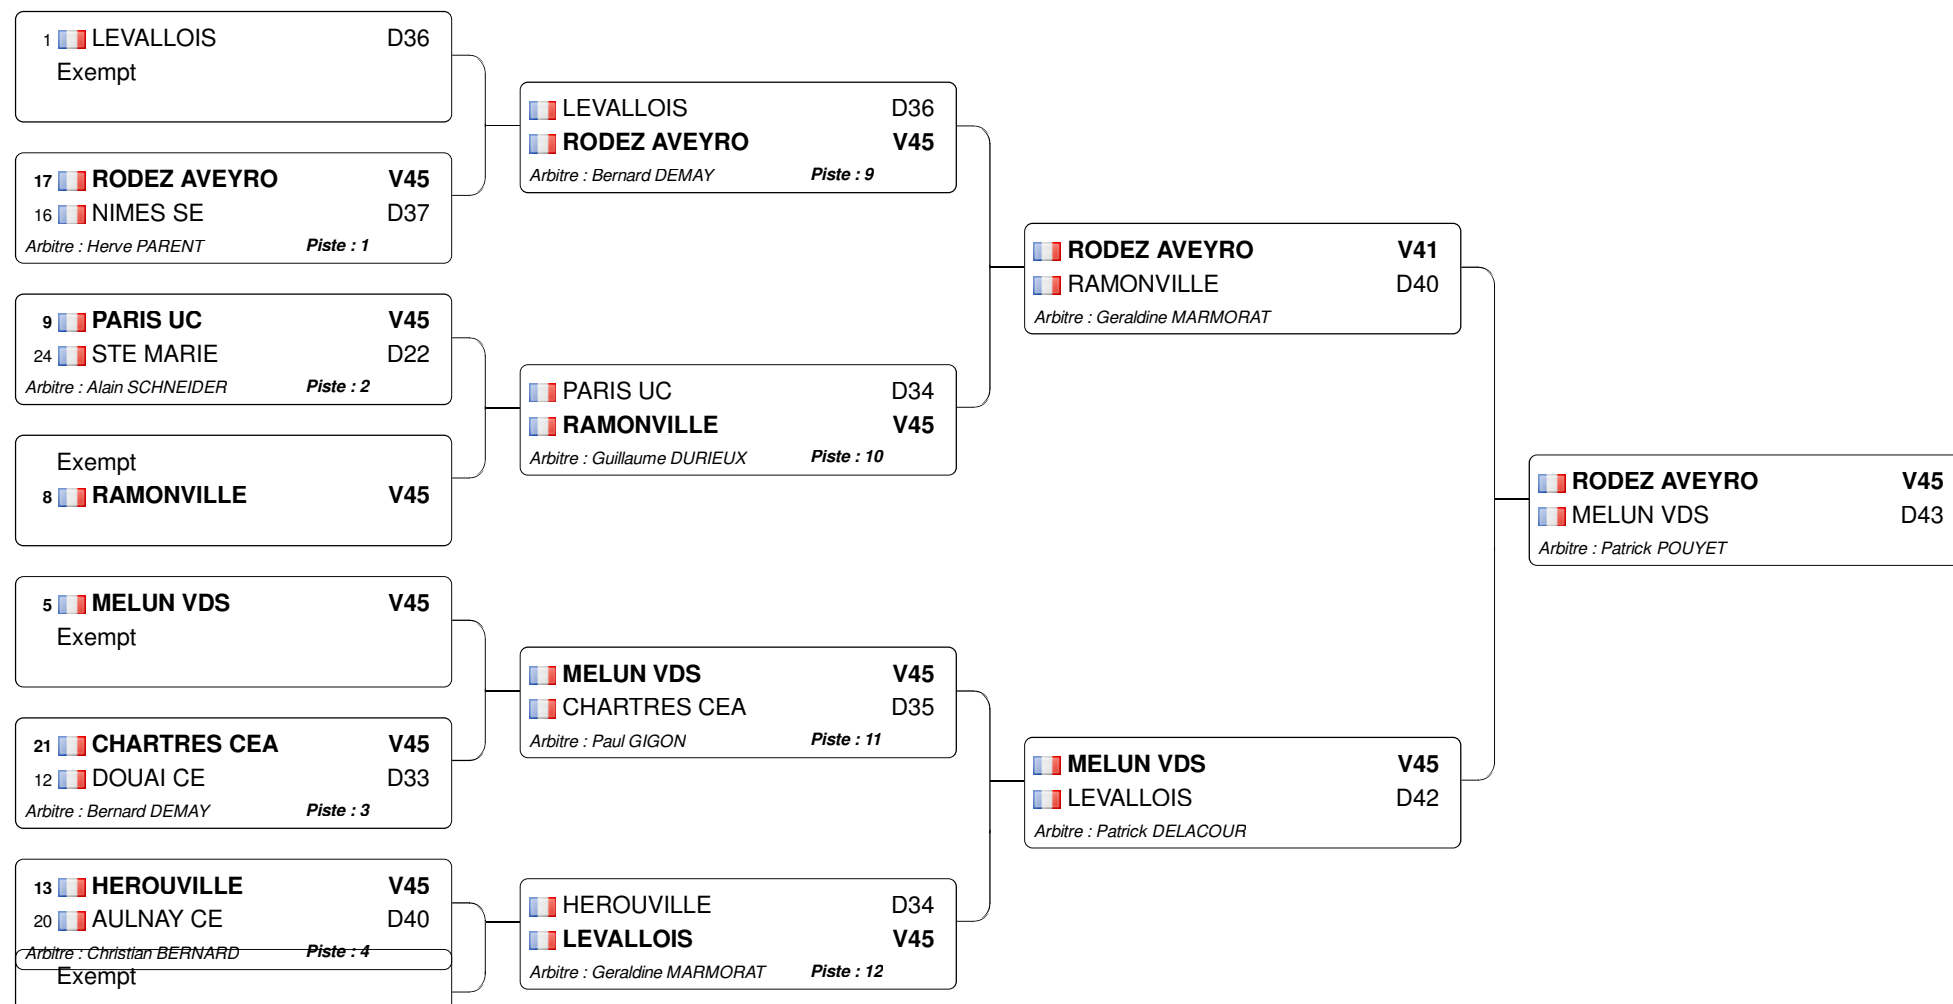 1 LEVALLOIS D36
Exempt
17 RODEZ AVEYRO V45
16 NIMES SE D37
Arbitre : Herve PARENT Piste : 1
9 PARIS UC V45
24 STE MARIE D22
Arbitre : Alain SCHNEIDER Piste : 2
Exempt
8 RAMONVILLE V45
5 MELUN VDS V45
Exempt
21 CHARTRES CEA V45
12 DOUAI CE D33
Arbitre : Bernard DEMAY Piste : 3
13 HEROUVILLE V45
20 AULNAY CE D40
Arbitre : Christian BERNARD Piste : 4
Exempt
LEVALLOIS D36
RODEZ AVEYRO V45
Arbitre : Bernard DEMAY Piste : 9
PARIS UC D34
RAMONVILLE V45
Arbitre : Guillaume DURIEUX Piste : 10
MELUN VDS V45
CHARTRES CEA D35
Arbitre : Paul GIGON Piste : 11
HEROUVILLE D34
LEVALLOIS V45
Arbitre : Geraldine MARMORAT Piste : 12
RODEZ AVEYRO V41
RAMONVILLE D40
Arbitre : Geraldine MARMORAT
MELUN VDS V45
LEVALLOIS D42
Arbitre : Patrick DELACOUR
RODEZ AVEYRO V45
MELUN VDS D43
Arbitre : Patrick POUYET